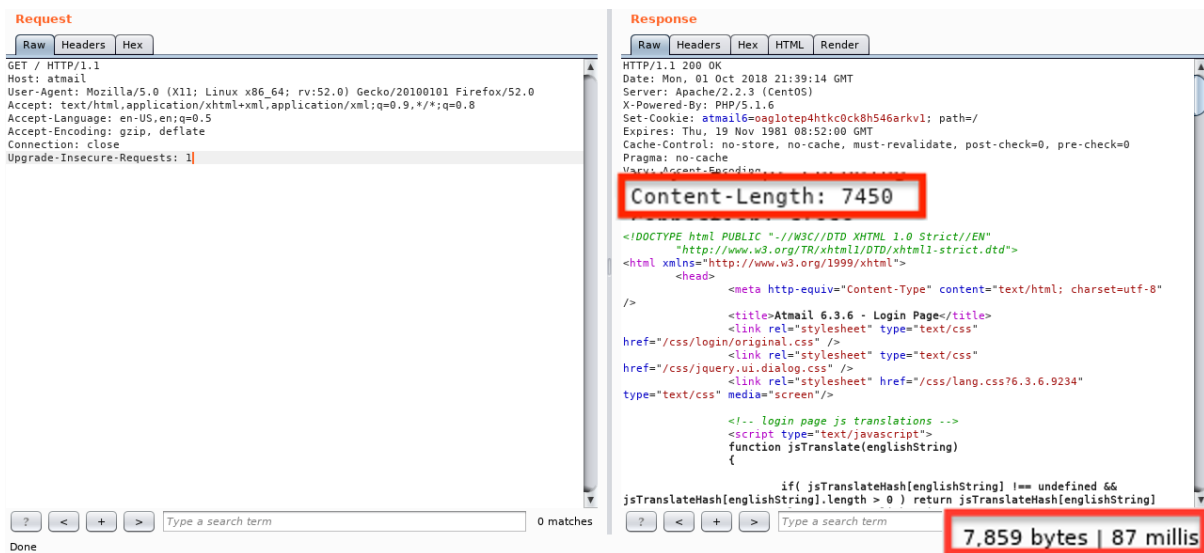 Request
Raw Headers Hex
GET / HTTP/1.1
Host: atmail
User-Agent: Mozilla/5.0 (X11; Linux x86_64; rv:52.0) Gecko/20100101 Firefox/52.0
Accept: text/html,application/xhtml+xml,application/xml;q=0.9,*/*;q=0.8
Accept-Language: en-US,en;q=0.5
Accept-Encoding: gzip, deflate
Connection: close
Upgrade-Insecure-Requests: 1
? < + > Type a search term 0 matches
Done
Response
Raw Headers Hex HTML Render
HTTP/1.1 200 OK
Date: Mon, 01 Oct 2018 21:39:14 GMT
Server: Apache/2.2.3 (CentOS)
X-Powered-By: PHP/5.1.6
Set-Cookie: atmail6=oag1otep4htkc0ck8h546arkv1; path=/
Expires: Thu, 19 Nov 1981 08:52:00 GMT
Cache-Control: no-store, no-cache, must-revalidate, post-check=0, pre-check=0
Pragma: no-cache
Vary: Accept-Encoding
Content-Length: 7450
<!DOCTYPE html PUBLIC "-//W3C//DTD XHTML 1.0 Strict//EN"
"http://www.w3.org/TR/xhtml1/DTD/xhtml1-strict.dtd">
<html xmlns="http://www.w3.org/1999/xhtml">
<head>
<meta http-equiv="Content-Type" content="text/html; charset=utf-8"
/>
<title>Atmail 6.3.6 - Login Page</title>
<link rel="stylesheet" type="text/css"
href="/css/login/original.css" />
<link rel="stylesheet" type="text/css"
href="/css/jquery.ui.dialog.css" />
<link rel="stylesheet" href="/css/lang.css?6.3.6.9234"
type="text/css" media="screen"/>
<!-- login page js translations -->
<script type="text/javascript">
function jsTranslate(englishString)
{
if( jsTranslateHash[englishString] !== undefined &&
jsTranslateHash[englishString].length > 0 ) return jsTranslateHash[englishString]
? < + > Type a search term
7,859 bytes | 87 millis